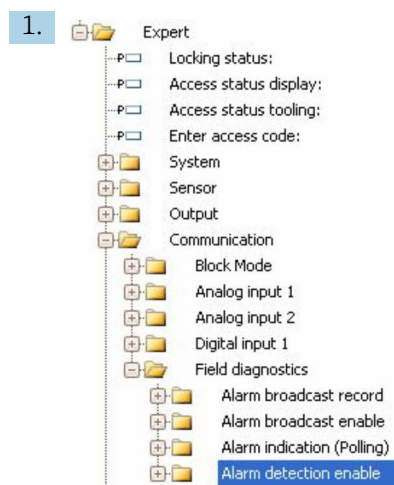 1.
Expert
Locking status:
Access status display:
Access status tooling:
Enter access code:
System
Sensor
Output
Communication
Block Mode
Analog input 1
Analog input 2
Digital input 1
Field diagnostics
Alarm broadcast record
Alarm broadcast enable
Alarm indication (Polling)
Alarm detection enable